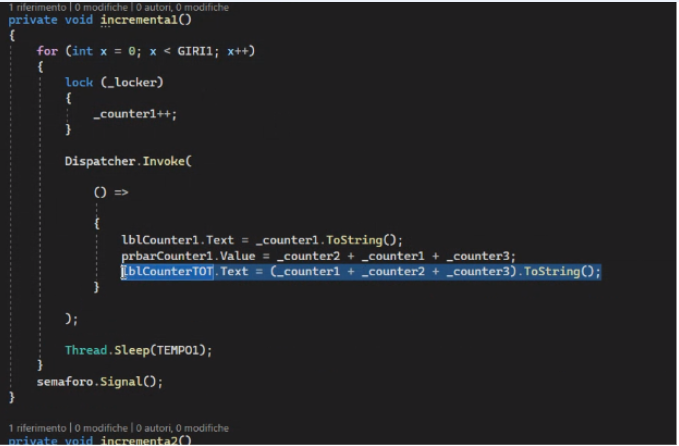 1 riferimento | 0 modifiche | 0 autori, 0 modifiche
private void incrementa1()
{
for (int x = 0; x < GIRI1; x++)
{
lock (_locker)
{
_counter1++;
}
Dispatcher.Invoke(
() =>
{
lblCounter1.Text = _counter1.ToString();
prbarCounter1.Value = _counter2 + _counter1 + _counter3;
lblCounterTOT.Text = (_counter1 + _counter2 + _counter3).ToString();
}
);
Thread.Sleep(TEMPO1);
}
semaforo.Signal();
}
1 riferimento | 0 modifiche | 0 autori, 0 modifiche
private void incrementa2()